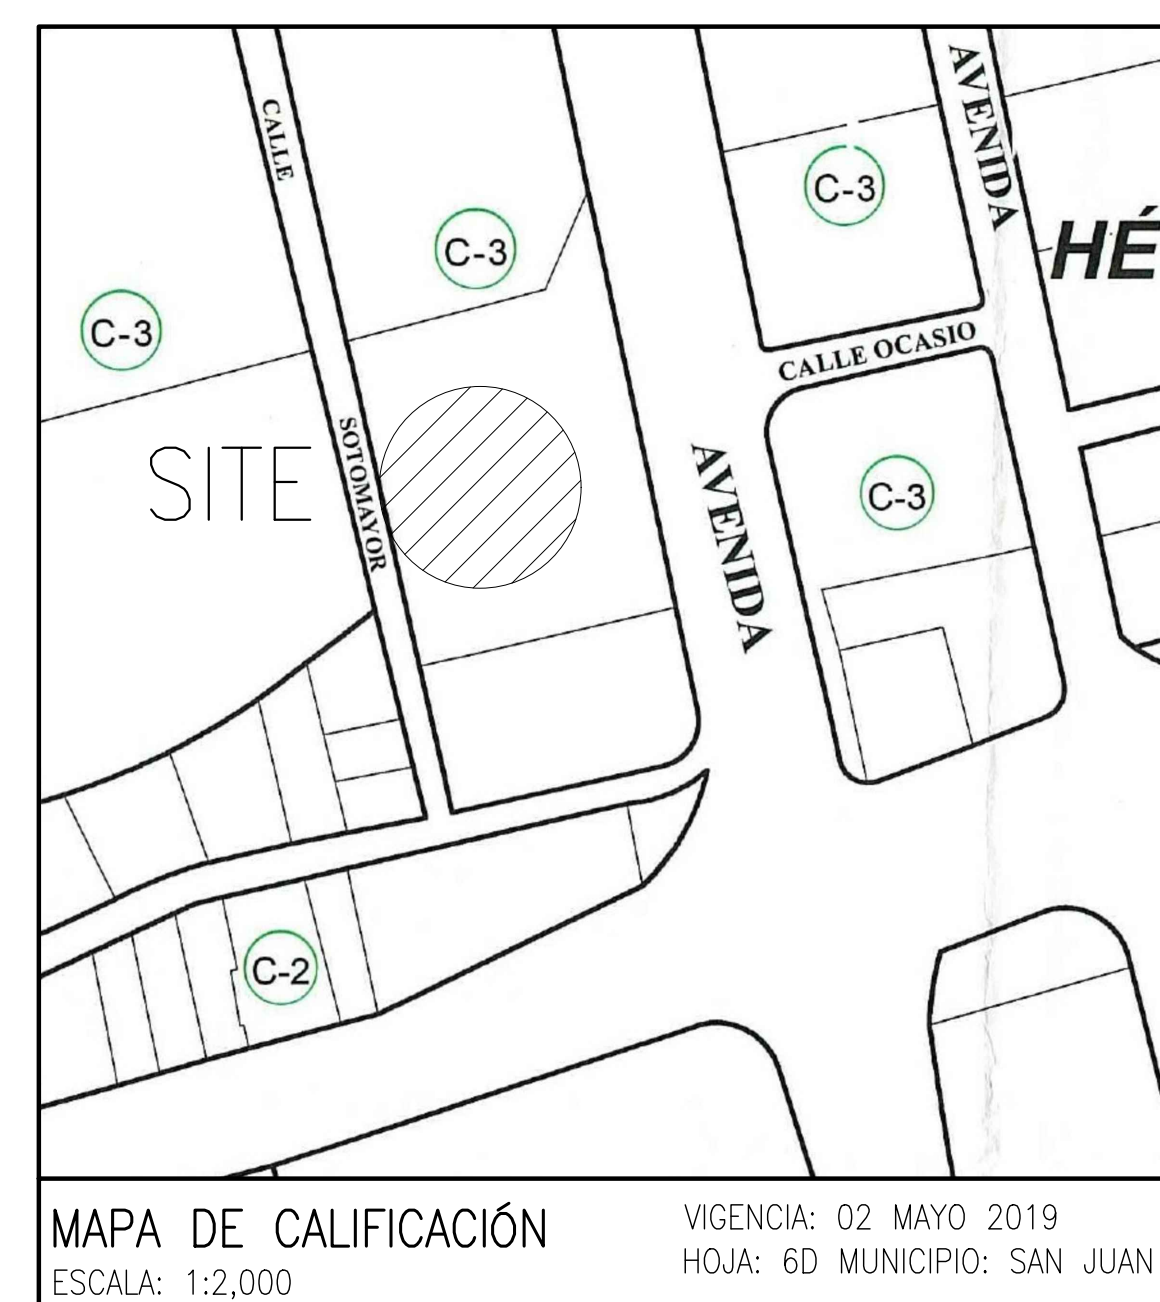 CALLE
AVENIDA
C-3
C-3
HÉ
C-3
CALLE OCASIO
SITE
SOTOMAYOR
AVENIDA
C-3
C-2
MAPA DE CALIFICACIÓN
VIGENCIA: 02 MAYO 2019
ESCALA: 1:2,000
HOJA: 6D MUNICIPIO: SAN JUAN